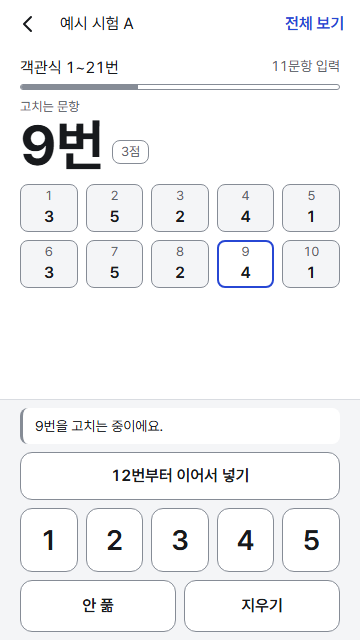 예시 시험 A 전체 보기
객관식 1~21번 11문항 입력
고치는 문항
9번 3점
1 2 3 4 5
3 5 2 4 1
6 7 8 9 10
3 5 2 4 1
9번을 고치는 중이에요.
12번부터 이어서 넣기
1 2 3 4 5
안 풂 지우기